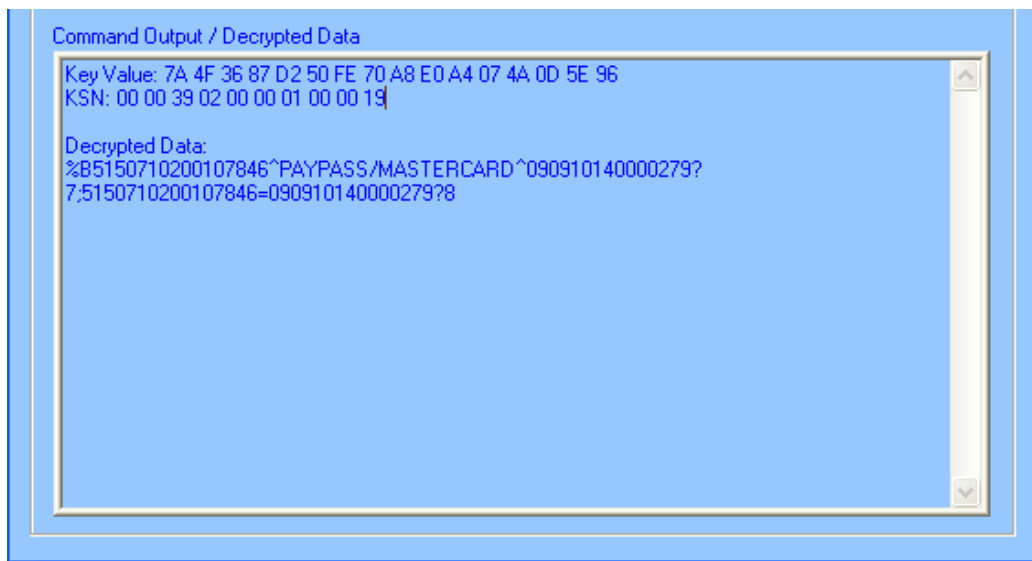 Command Output / Decrypted Data
Key Value: 7A 4F 36 87 D2 50 FE 70 A8 E0 A4 07 4A 0D 5E 96
KSN: 00 00 39 02 00 00 01 00 00 19
Decrypted Data:
%B5150710200107846^PAYPASS/MASTERCARD^090910140000279?
7;5150710200107846=090910140000279?8